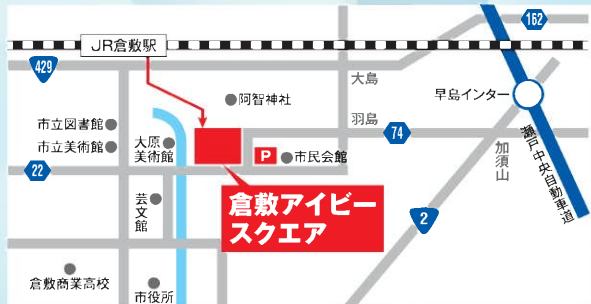 162
JR倉敷駅
429
大島
阿智神社
早島インター
羽島
市立図書館
市立美術館
大原
美術館
74
P
市民会館
加須山
瀬戸中央自動車道
22
芸文館
倉敷アイビー
スクエア
2
倉敷商業高校
市役所